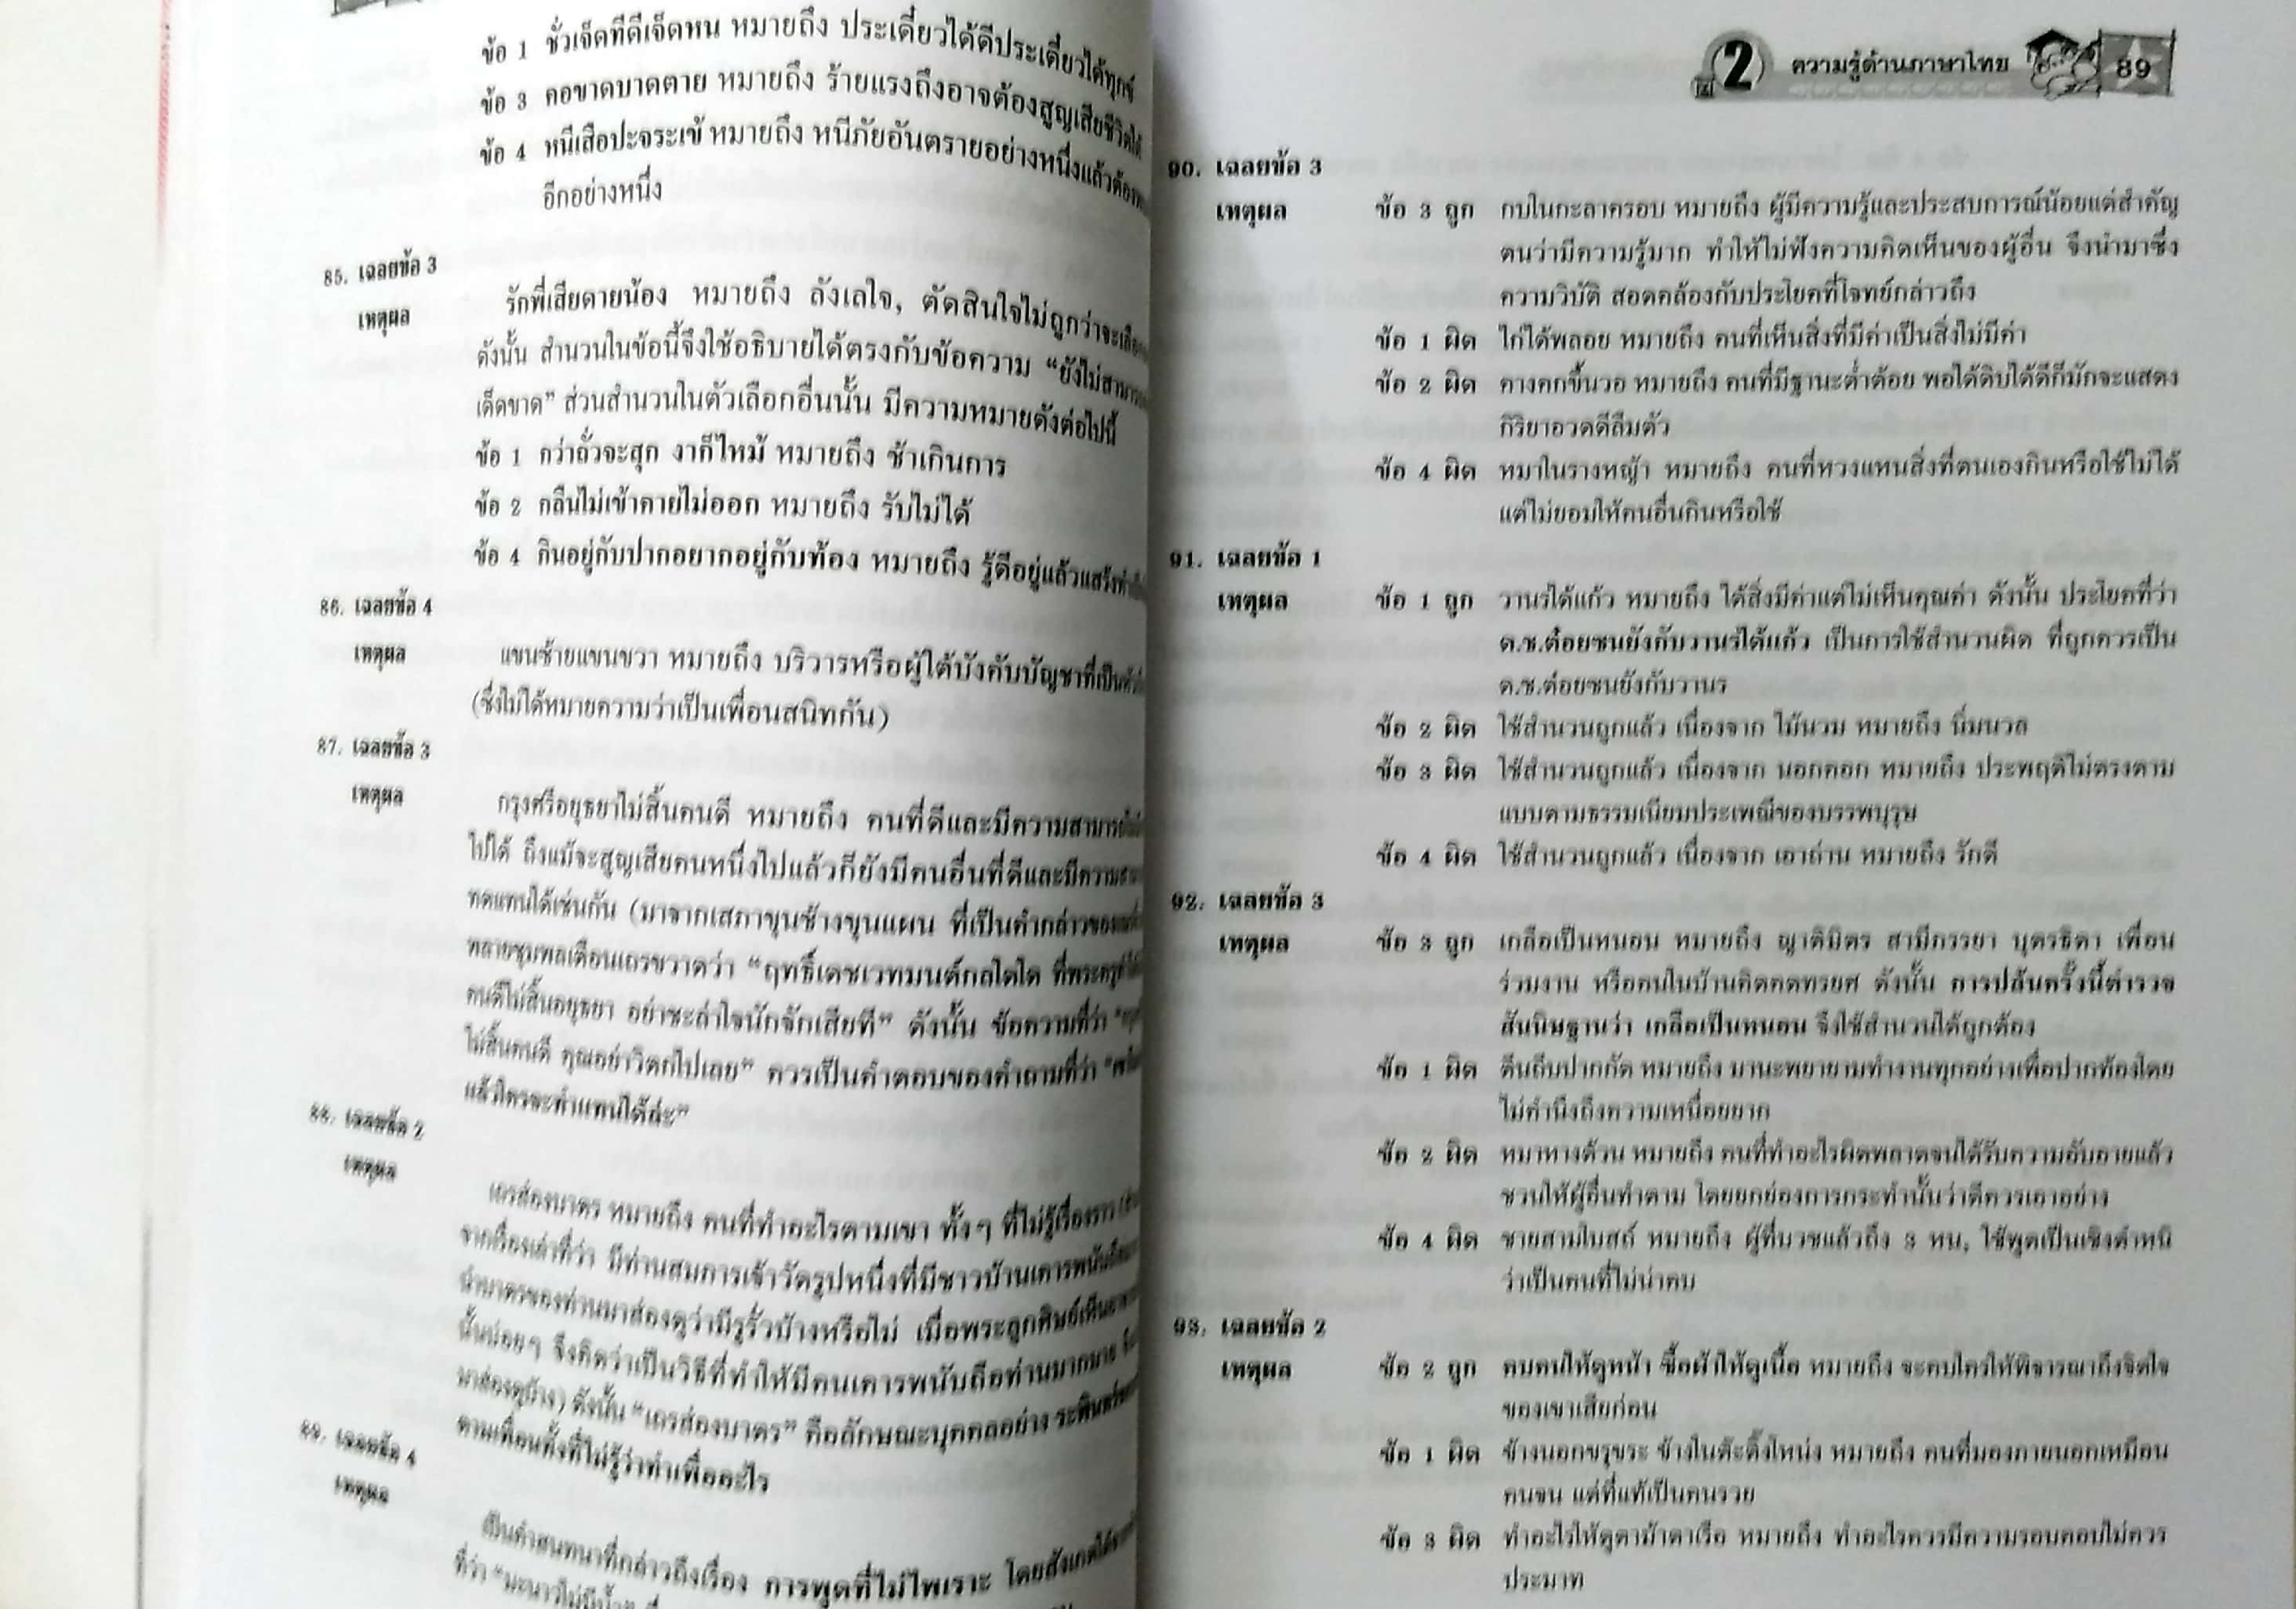 ข้อ 1 ชั่วเจ็ดทีดีเจ็ดหน หมายถึง ประเดี๋ยวได้ดีประเดี๋ยวได้ทุกข์
ข้อ 3 คอขาดบาดตาย หมายถึง ร้ายแรงถึงอาจต้องสูญเสียชีวิตได้
ข้อ 4 หนีเสือปะจระเข้ หมายถึง หนีภัยอันตรายอย่างหนึ่งแล้วต้อง
อีกอย่างหนึ่ง
85. เฉลยข้อ 3
เหตุผล
รักพี่เสียดายน้อง หมายถึง ลังเลใจ, ตัดสินใจไม่ถูกว่าจะ
ดังนั้น สำนวนในข้อนี้จึงใช้อธิบายได้ตรงกับข้อความ “ยังไม่
เด็ดขาด” ส่วนสำนวนในตัวเลือกอื่นนั้น มีความหมายดังต่อไปนี้
ข้อ 1 กว่าถั่วจะสุก งาก็ไหม้ หมายถึง ช้าเกินการ
ข้อ 2 กลืนไม่เข้าคายไม่ออก หมายถึง รับไม่ได้
ข้อ 4 กินอยู่กับปากอยากอยู่กับท้อง หมายถึง รู้ดีอยู่แล้วแสร้ง
86. เฉลยข้อ 4
เหตุผล
แขนซ้ายแขนขวา หมายถึง บริวารหรือผู้ใต้บังคับบัญชาที่เป็น
(ซึ่งไม่ได้หมายความว่าเป็นเพื่อนสนิทกัน)
87. เฉลยข้อ 3
เหตุผล
กรุงศรีอยุธยาไม่สิ้นคนดี หมายถึง คนที่ดีและมีความสามารถ
ไปได้ ถึงแม้จะสูญเสียคนหนึ่งไปแล้วก็ยังมีคนอื่นที่ดีและมีความ
ทดแทนได้เช่นกัน (มาจากเสภาขุนช้างขุนแผน ที่เป็นคำกล่าวของ
พลายชุมพลเตือนเถรขวาดว่า “ฤทธิ์เดชเวทมนต์กลใดใด ที่พระครู
คนดีไม่สิ้นอยุธยา อย่าชะล่าใจนักจักเสียที” ดังนั้น ข้อความที่ว่า
ไม่สิ้นคนดี คุณอย่าวิตกไปเลย” ควรเป็นคำตอบของคำถามที่ว่า
แล้วใครจะทำแทนได้ล่ะ”
88. เฉลยข้อ 2
เหตุผล
เถรส่องบาตร หมายถึง คนที่ทำอะไรตามเขา ทั้งๆ ที่ไม่รู้เรื่องราว
จากเรื่องเล่าที่ว่า มีท่านสมภารเจ้าวัดรูปหนึ่งที่มีชาวบ้านเคารพนับถือ
นำบาตรของท่านมาส่องดูว่ามีรูรั่วบ้างหรือไม่ เมื่อพระลูกศิษย์เห็น
นั้นบ่อยๆ จึงคิดว่าเป็นวิธีที่ทำให้มีคนเคารพนับถือท่านมากมาย
มาส่องดูบ้าง) ดังนั้น “เถรส่องบาตร” คือลักษณะบุคคลอย่าง
ตามเพื่อนทั้งที่ไม่รู้ว่าทำเพื่ออะไร
89. เฉลยข้อ 4
เหตุผล
เป็นคำสนทนาที่กล่าวถึงเรื่อง การพูดที่ไม่ไพเราะ โดยสังเกตได้
ที่ว่า “มะนาวไม่มีน้ำ”
2 ความรู้ด้านภาษาไทย 89
90. เฉลยข้อ 3
เหตุผล ข้อ 3 ถูก กบในกะลาครอบ หมายถึง ผู้มีความรู้และประสบการณ์น้อยแต่สำคัญ
ตนว่ามีความรู้มาก ทำให้ไม่ฟังความคิดเห็นของผู้อื่น จึงนำมาซึ่ง
ความวิบัติ สอดคล้องกับประโยคที่โจทย์กล่าวถึง
ข้อ 1 ผิด ไก่ได้พลอย หมายถึง คนที่เห็นสิ่งที่มีค่าเป็นสิ่งไม่มีค่า
ข้อ 2 ผิด คางคกขึ้นวอ หมายถึง คนที่มีฐานะต่ำต้อย พอได้ดิบได้ดีก็มักจะแสดง
กิริยาอวดดีลืมตัว
ข้อ 4 ผิด หมาในรางหญ้า หมายถึง คนที่หวงแหนสิ่งที่ตนเองกินหรือใช้ไม่ได้
แต่ไม่ยอมให้คนอื่นกินหรือใช้
91. เฉลยข้อ 1
เหตุผล ข้อ 1 ถูก วานรได้แก้ว หมายถึง ได้สิ่งมีค่าแต่ไม่เห็นคุณค่า ดังนั้น ประโยคที่ว่า
ด.ช.ต๋อยซนยังกับวานรได้แก้ว เป็นการใช้สำนวนผิด ที่ถูกควรเป็น
ด.ช.ต๋อยซนยังกับวานร
ข้อ 2 ผิด ใช้สำนวนถูกแล้ว เนื่องจาก ไม้นวม หมายถึง นิ่มนวล
ข้อ 3 ผิด ใช้สำนวนถูกแล้ว เนื่องจาก นอกคอก หมายถึง ประพฤติไม่ตรงตาม
แบบตามธรรมเนียมประเพณีของบรรพบุรุษ
ข้อ 4 ผิด ใช้สำนวนถูกแล้ว เนื่องจาก เอาถ่าน หมายถึง รักดี
92. เฉลยข้อ 3
เหตุผล ข้อ 3 ถูก เกลือเป็นหนอน หมายถึง ญาติมิตร สามีภรรยา บุตรธิดา เพื่อน
ร่วมงาน หรือคนในบ้านคิดคดทรยศ ดังนั้น การปล้นครั้งนี้ตำรวจ
สันนิษฐานว่า เกลือเป็นหนอน จึงใช้สำนวนได้ถูกต้อง
ข้อ 1 ผิด ตีนถีบปากกัด หมายถึง มานะพยายามทำงานทุกอย่างเพื่อปากท้องโดย
ไม่คำนึงถึงความเหนื่อยยาก
ข้อ 2 ผิด หมาหางด้วน หมายถึง คนที่ทำอะไรผิดพลาดจนได้รับความอับอายแล้ว
ชวนให้ผู้อื่นทำตาม โดยยกย่องการกระทำนั้นว่าดีควรเอาอย่าง
ข้อ 4 ผิด ชายสามโบสถ์ หมายถึง ผู้ที่บวชแล้วถึง 3 หน, ใช้พูดเป็นเชิงตำหนิ
ว่าเป็นคนที่ไม่น่าคบ
93. เฉลยข้อ 2
เหตุผล ข้อ 2 ถูก คบคนให้ดูหน้า ซื้อผ้าให้ดูเนื้อ หมายถึง จะคบใครให้พิจารณาถึงจิตใจ
ของเขาเสียก่อน
ข้อ 1 ผิด ข้างนอกขรุขระ ข้างในต๊ะติ๊งโหน่ง หมายถึง คนที่มองภายนอกเหมือน
คนจน แต่ที่แท้เป็นคนรวย
ข้อ 3 ผิด ทำอะไรให้ดูตาม้าตาเรือ หมายถึง ทำอะไรควรมีความรอบคอบไม่ควร
ประมาท